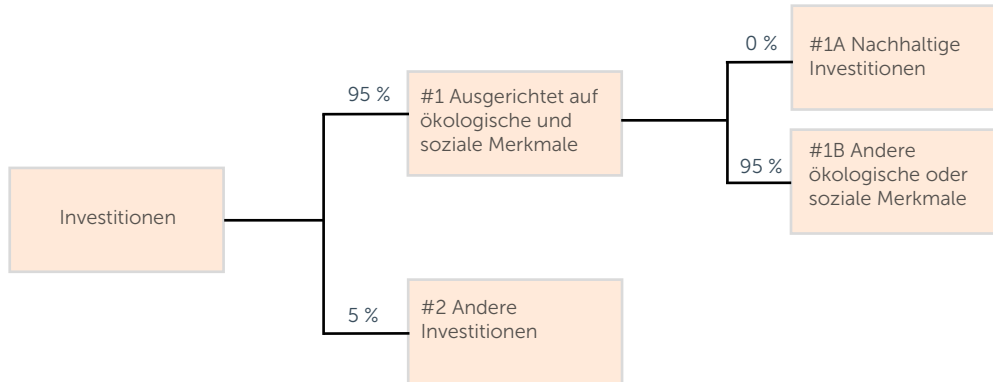 Investitionen
95 %
#1 Ausgerichtet auf
ökologische und
soziale Merkmale
5 %
#2 Andere
Investitionen
0 %
#1A Nachhaltige
Investitionen
95 %
#1B Andere
ökologische oder
soziale Merkmale